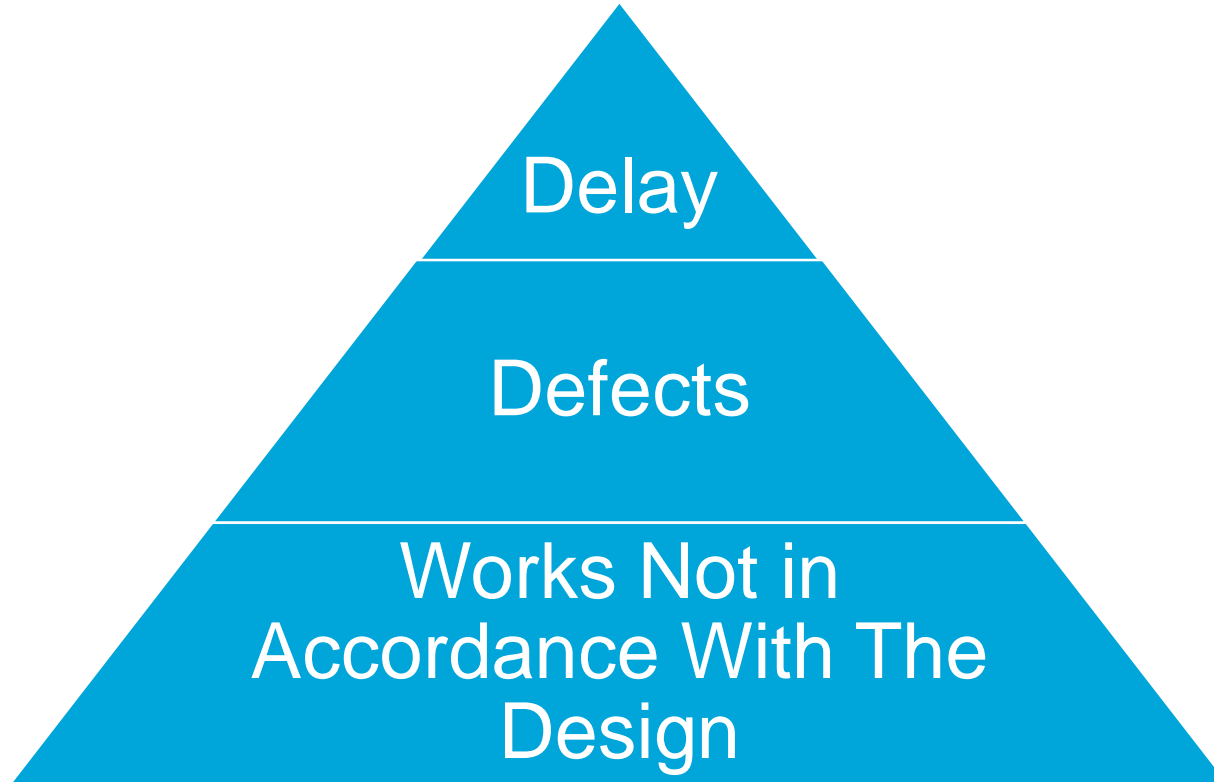 Delay
Defects
Works Not in
Accordance With The
Design